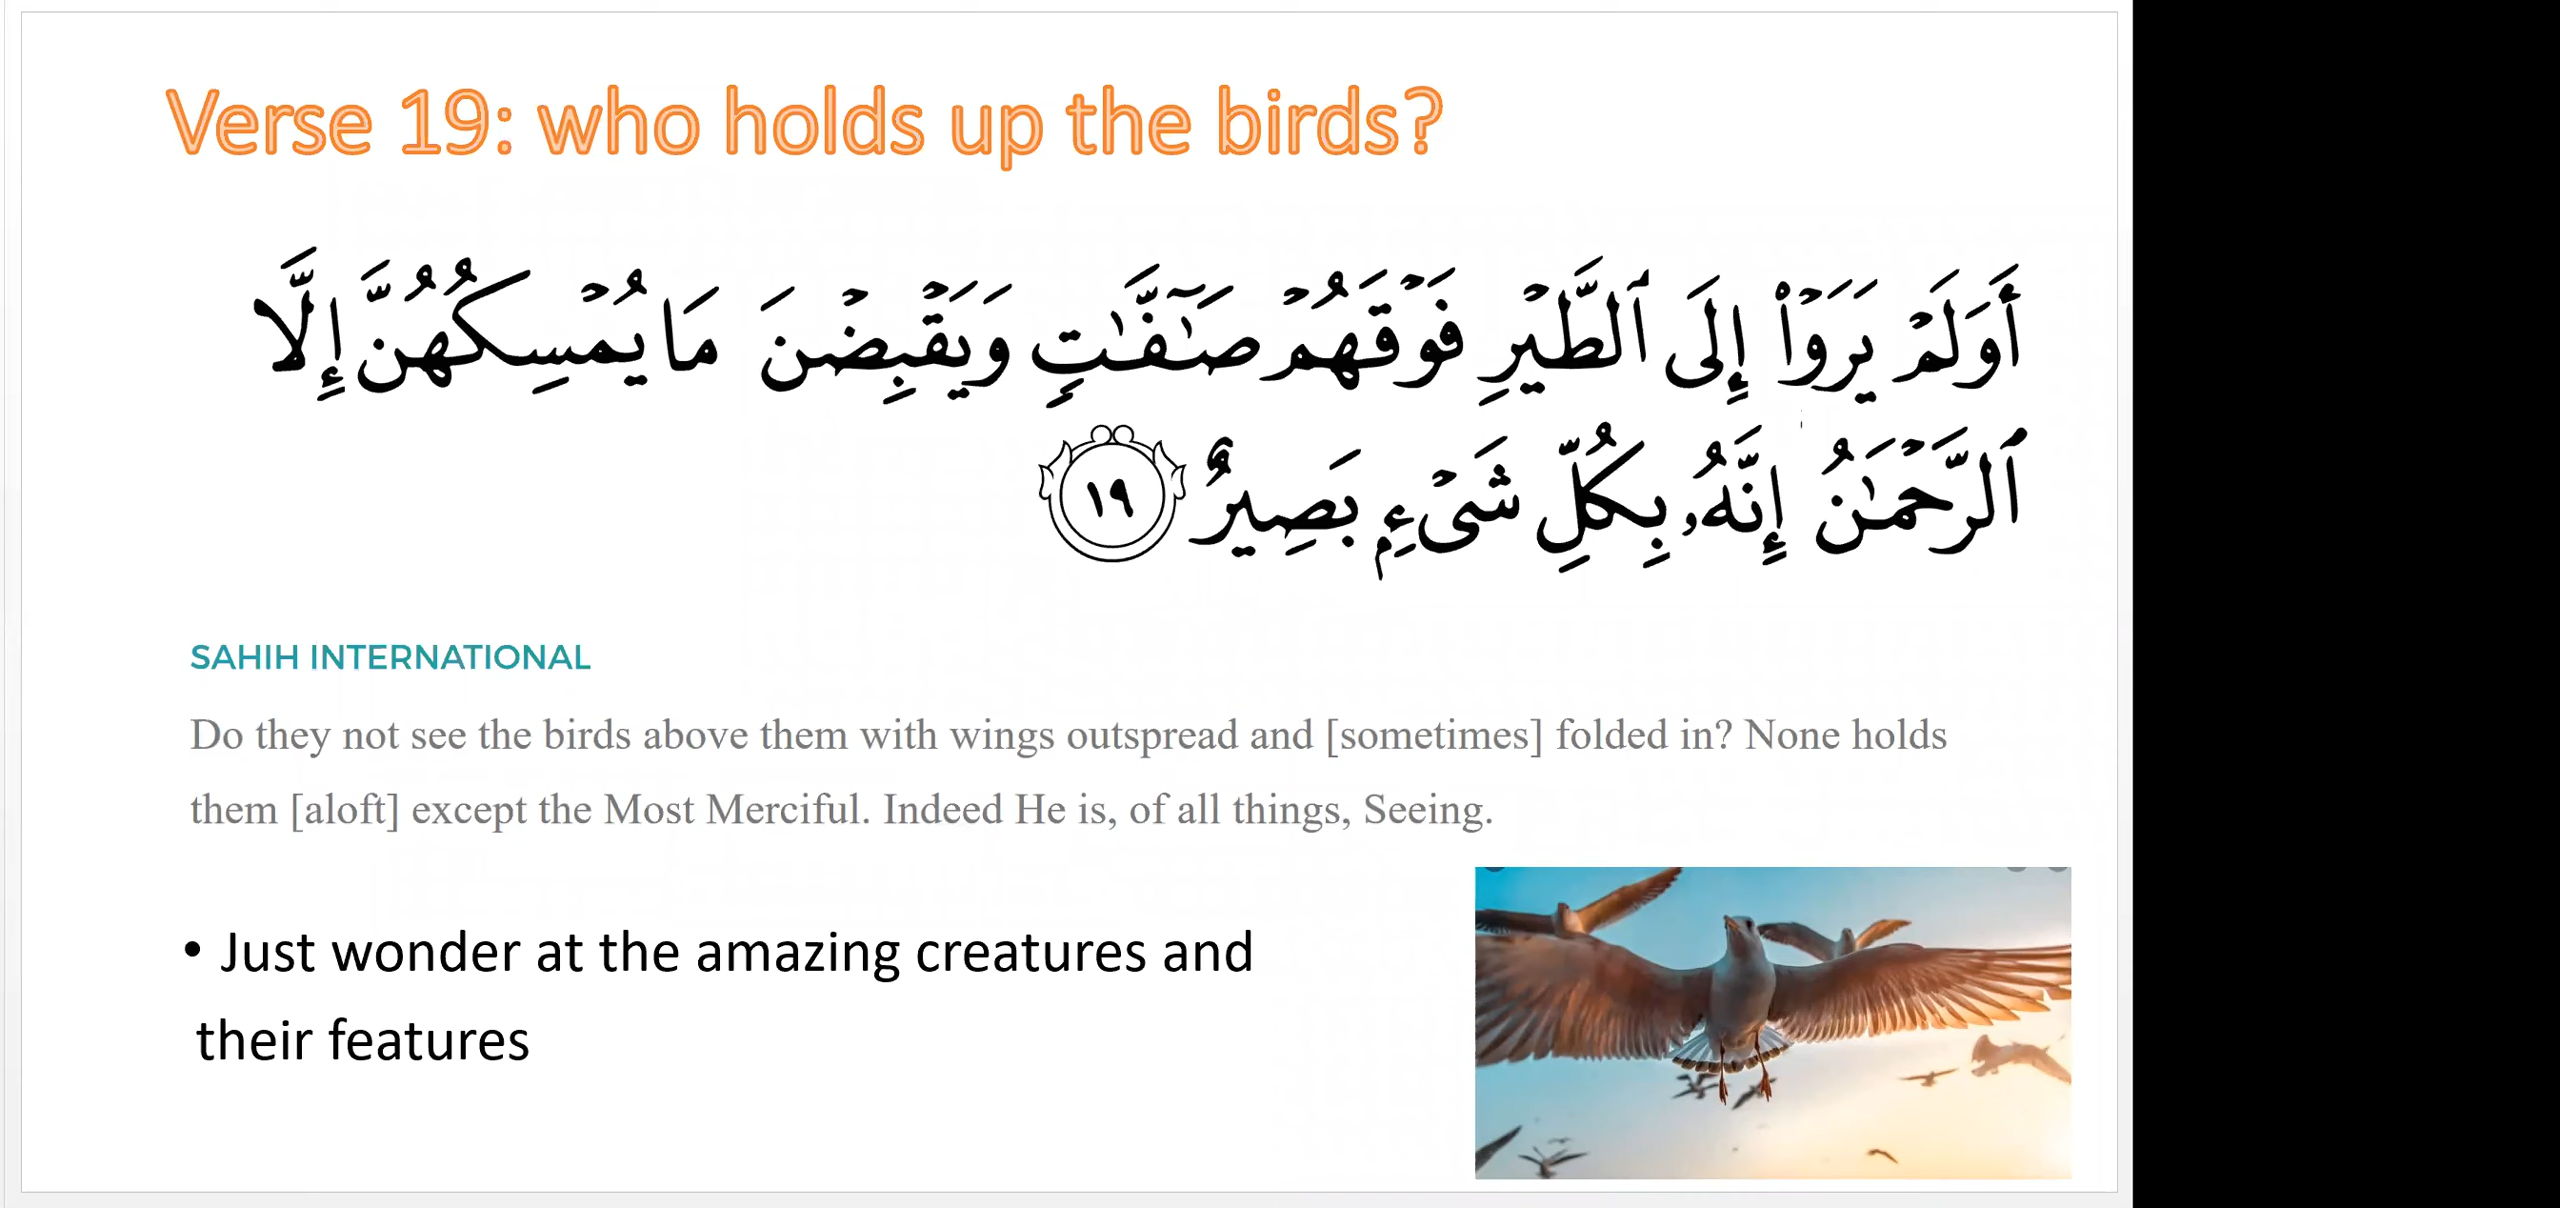 Verse 19: who holds up the birds?
أَوَلَمْ يَرَوْا۟ إِلَى ٱلطَّيْرِ فَوْقَهُمْ صَـٰٓفَّـٰتٍ وَيَقْبِضْنَ مَا يُمْسِكُهُنَّ إِلَّا
ٱلرَّحْمَـٰنُ إِنَّهُۥ بِكُلِّ شَىْءٍۭ بَصِيرٌ ١٩
SAHIH INTERNATIONAL
Do they not see the birds above them with wings outspread and [sometimes] folded in? None holds
them [aloft] except the Most Merciful. Indeed He is, of all things, Seeing.
• Just wonder at the amazing creatures and
their features